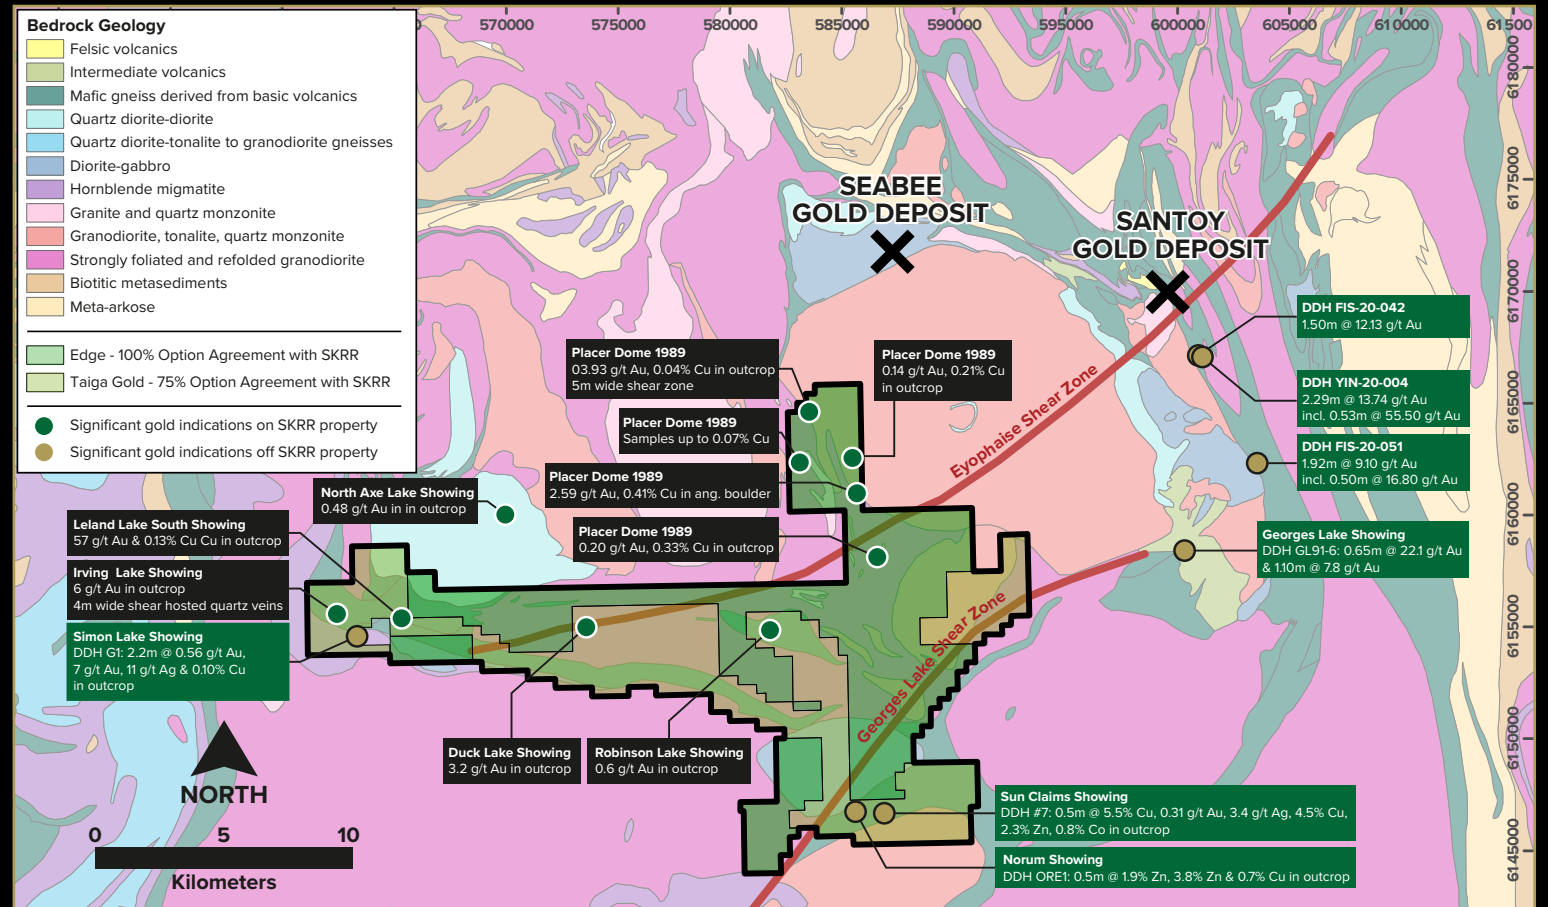 Bedrock Geology
Felsic volcanics
Intermediate volcanics
Mafic gneiss derived from basic volcanics
Quartz diorite-diorite
Quartz diorite-tonalite to granodiorite gneisses
Diorite-gabbro
Hornblende migmatite
Granite and quartz monzonite
Granodiorite, tonalite, quartz monzonite
Strongly foliated and refolded granodiorite
Biotitic metasediments
Meta-arkose
Edge - 100% Option Agreement with SKRR
Taiga Gold - 75% Option Agreement with SKRR
Significant gold indications on SKRR property
Significant gold indications off SKRR property
570000
575000
580000
585000
590000
595000
600000
605000
610000
61500
6180000
6175000
6170000
6165000
6160000
6155000
6150000
6145000
SEABEE
GOLD DEPOSIT
SANTOY
GOLD DEPOSIT
DDH FIS-20-042
1.50m @ 12.13 g/t Au
DDH YIN-20-004
2.29m @ 13.74 g/t Au
incl. 0.53m @ 55.50 g/t Au
DDH FIS-20-051
1.92m @ 9.10 g/t Au
incl. 0.50m @ 16.80 g/t Au
Georges Lake Showing
DDH GL91-6: 0.65m @ 22.1 g/t Au
& 1.10m @ 7.8 g/t Au
Placer Dome 1989
03.93 g/t Au, 0.04% Cu in outcrop
5m wide shear zone
Placer Dome 1989
0.14 g/t Au, 0.21% Cu
in outcrop
Placer Dome 1989
Samples up to 0.07% Cu
Placer Dome 1989
2.59 g/t Au, 0.41% Cu in ang. boulder
Placer Dome 1989
0.20 g/t Au, 0.33% Cu in outcrop
Eyophaise Shear Zone
Georges Lake Shear Zone
North Axe Lake Showing
0.48 g/t Au in in outcrop
Leland Lake South Showing
57 g/t Au & 0.13% Cu Cu in outcrop
Irving Lake Showing
6 g/t Au in outcrop
4m wide shear hosted quartz veins
Simon Lake Showing
DDH G1: 2.2m @ 0.56 g/t Au,
7 g/t Au, 11 g/t Ag & 0.10% Cu
in outcrop
Duck Lake Showing
3.2 g/t Au in outcrop
Robinson Lake Showing
0.6 g/t Au in outcrop
Sun Claims Showing
DDH #7: 0.5m @ 5.5% Cu, 0.31 g/t Au, 3.4 g/t Ag, 4.5% Cu,
2.3% Zn, 0.8% Co in outcrop
Norum Showing
DDH ORE1: 0.5m @ 1.9% Zn, 3.8% Zn & 0.7% Cu in outcrop
NORTH
0 5 10
Kilometers